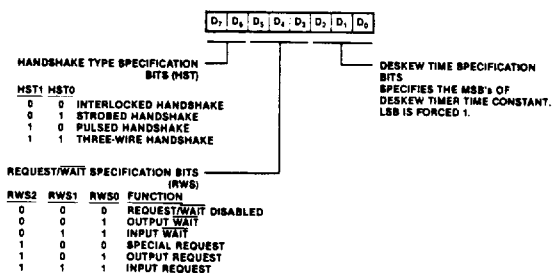 D7 D6 D5 D4 D3 D2 D1 D0
HANDSHAKE TYPE SPECIFICATION
BITS (HST)
HST1 HST0
0 0 INTERLOCKED HANDSHAKE
0 1 STROBED HANDSHAKE
1 0 PULSED HANDSHAKE
1 1 THREE-WIRE HANDSHAKE
DESKEW TIME SPECIFICATION
BITS
SPECIFIES THE MSB's OF
DESKEW TIMER TIME CONSTANT.
LSB IS FORCED 1.
REQUEST/WAIT SPECIFICATION BITS
(RWS)
RWS2 RWS1 RWS0 FUNCTION
0 0 0 REQUEST/WAIT DISABLED
0 0 1 OUTPUT WAIT
0 1 1 INPUT WAIT
1 0 0 SPECIAL REQUEST
1 0 1 OUTPUT REQUEST
1 1 1 INPUT REQUEST